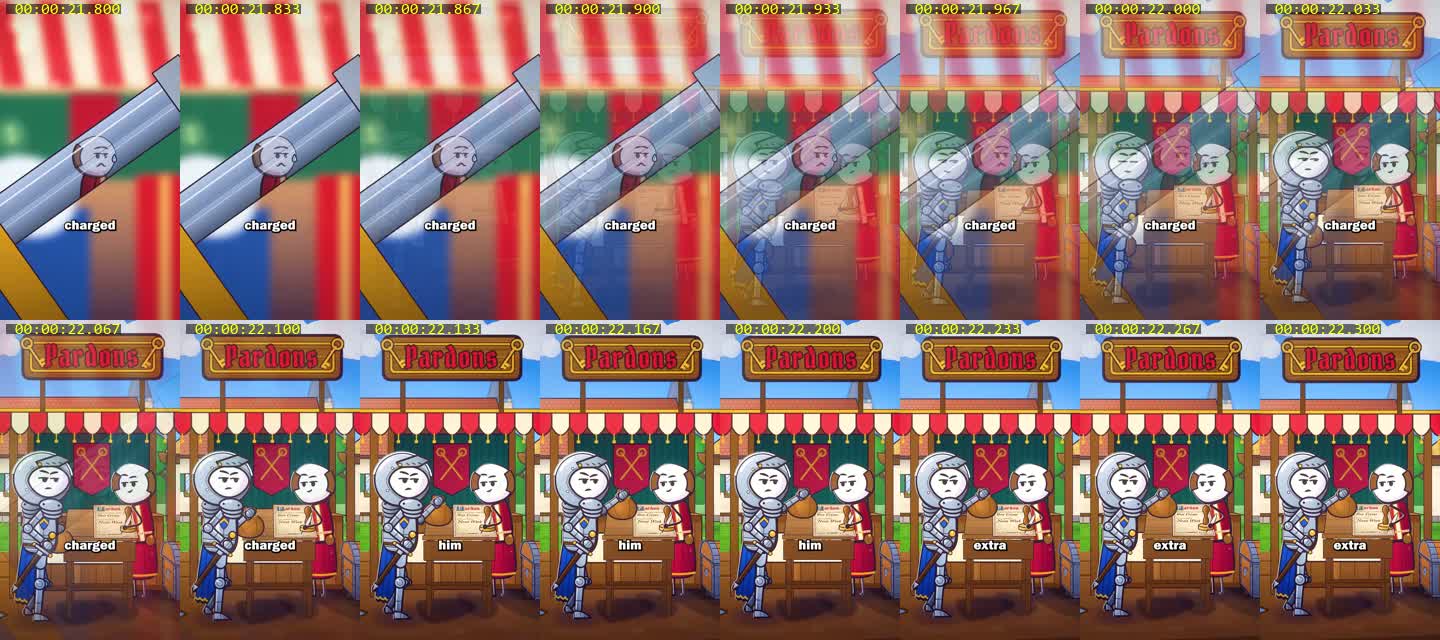 00:00:21.800 00:00:21.833 00:00:21.867 00:00:21.900 00:00:21.933 00:00:21.967 00:00:22.000 00:00:22.033
Pardons Pardons Pardons Pardons
charged charged charged charged charged charged charged charged
00:00:22.067 00:00:22.100 00:00:22.133 00:00:22.167 00:00:22.200 00:00:22.233 00:00:22.267 00:00:22.300
Pardons Pardons Pardons Pardons Pardons Pardons Pardons Pardons
charged charged him him him extra extra extra